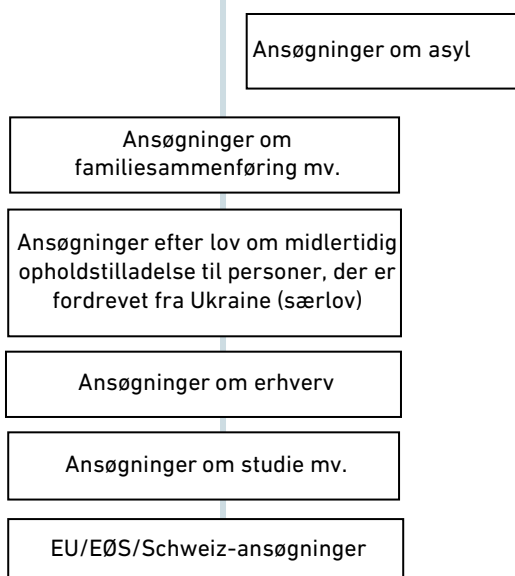 Ansøgninger om asyl
Ansøgninger om
familiesammenføring mv.
Ansøgninger efter lov om midlertidig
opholdstilladelse til personer, der er
fordrevet fra Ukraine (særlov)
Ansøgninger om erhverv
Ansøgninger om studie mv.
EU/EØS/Schweiz-ansøgninger